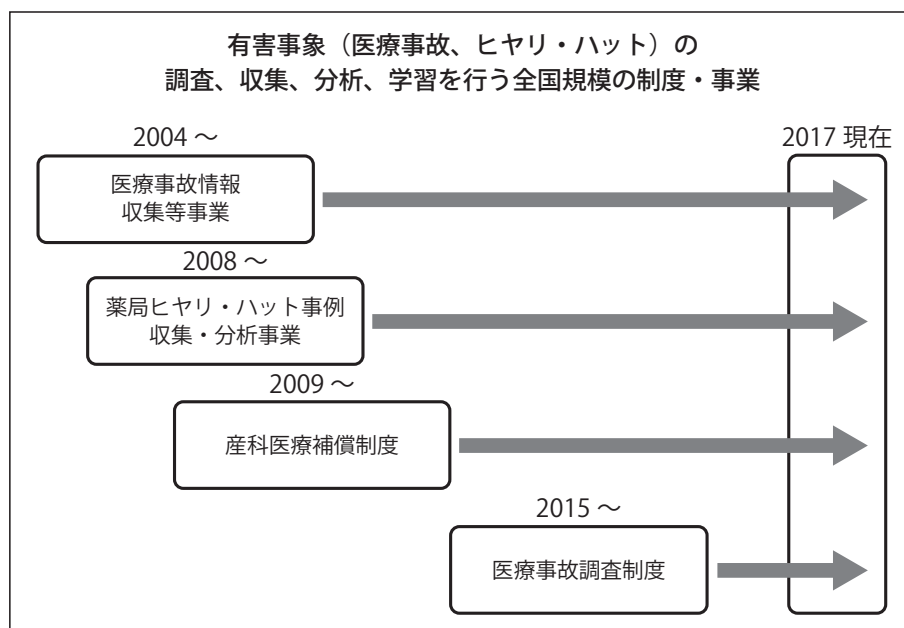 有害事象(医療事故、ヒヤリ・ハット)の
調査、収集、分析、学習を行う全国規模の制度・事業
2004 〜
2017 現在
医療事故情報
収集等事業
2008 〜
薬局ヒヤリ・ハット事例
収集・分析事業
2009 〜
産科医療補償制度
2015 〜
医療事故調査制度